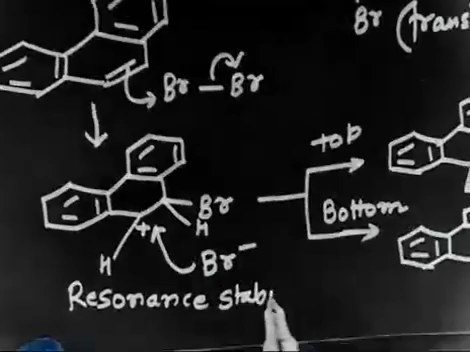 Br (trans
Br — Br
top
Br
H
+
Bottom
H
Br⁻
Resonance stab